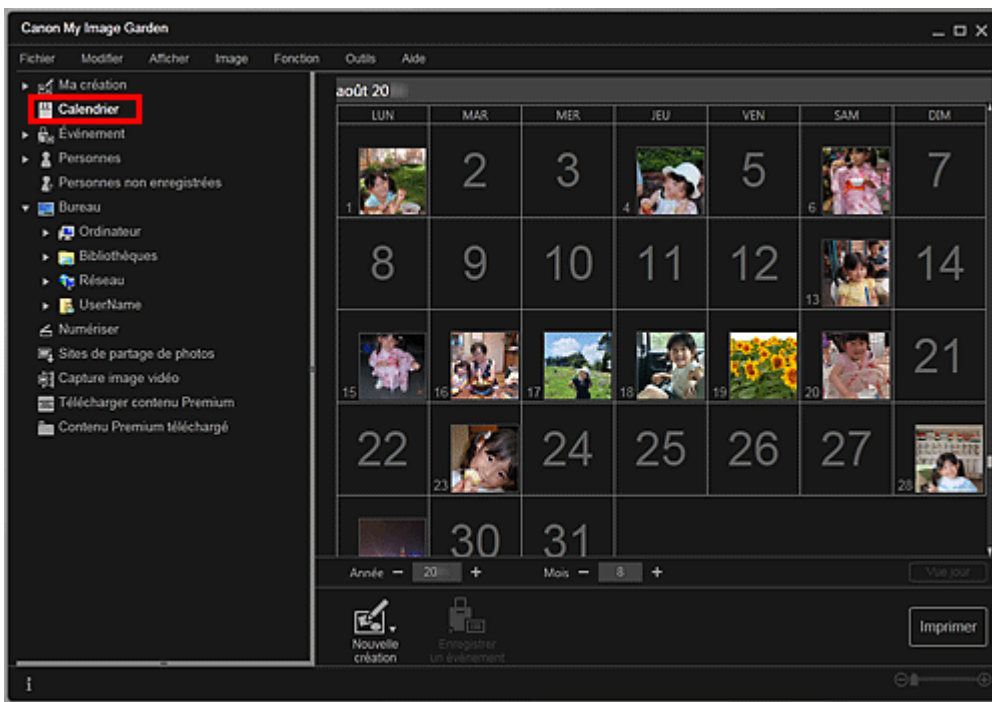 Canon My Image Garden
Fichier Modifier Afficher Image Fonction Outils Aide
Ma création
Calendrier
Événement
Personnes
Personnes non enregistrées
Bureau
Ordinateur
Bibliothèques
Réseau
UserName
Numériser
Sites de partage de photos
Capture image vidéo
Télécharger contenu Premium
Contenu Premium téléchargé
août 20
LUN MAR MER JEU VEN SAM DIM
1 2 3 4 5 6 7
8 9 10 11 12 13 14
15 16 17 18 19 20 21
22 23 24 25 26 27 28
30 31
Année − 20 + Mois − 8 + Vue jour
Nouvelle création
Enregistrer un évènement
Imprimer